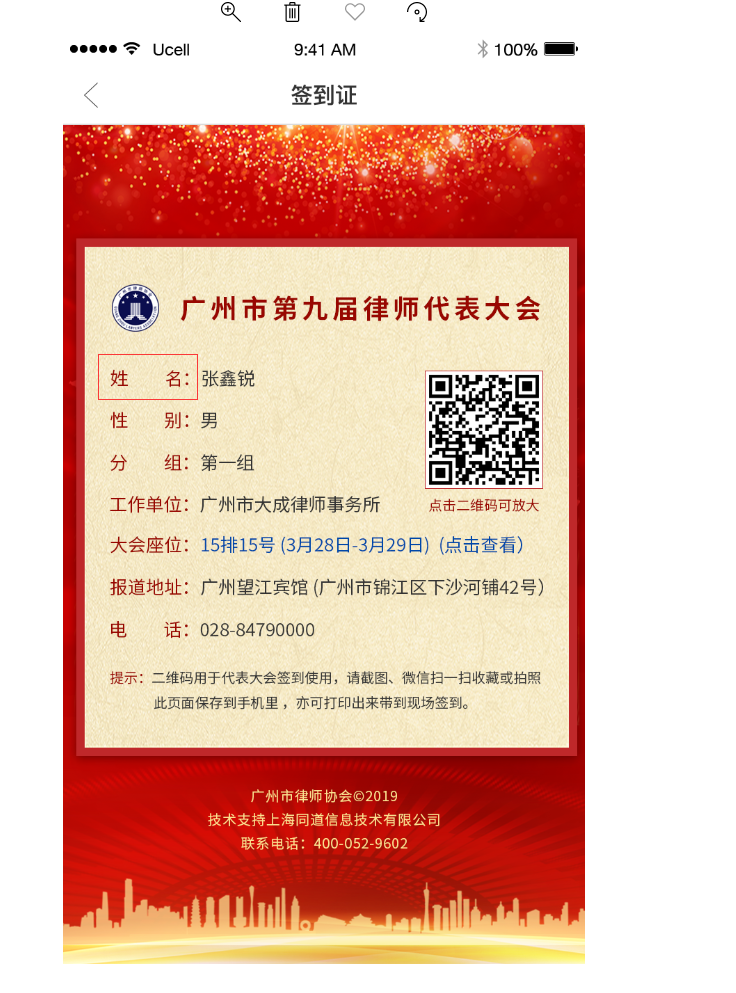 Ucell 9:41 AM 100%
签到证
广州市第九届律师代表大会
姓 名：张鑫锐
性 别：男
分 组：第一组
工作单位：广州市大成律师事务所
点击二维码可放大
大会座位：15排15号 (3月28日-3月29日) (点击查看）
报道地址：广州望江宾馆 (广州市锦江区下沙河铺42号）
电 话：028-84790000
提示：二维码用于代表大会签到使用，请截图、微信扫一扫收藏或拍照
此页面保存到手机里 ，亦可打印出来带到现场签到。
广州市律师协会©2019
技术支持上海同道信息技术有限公司
联系电话：400-052-9602